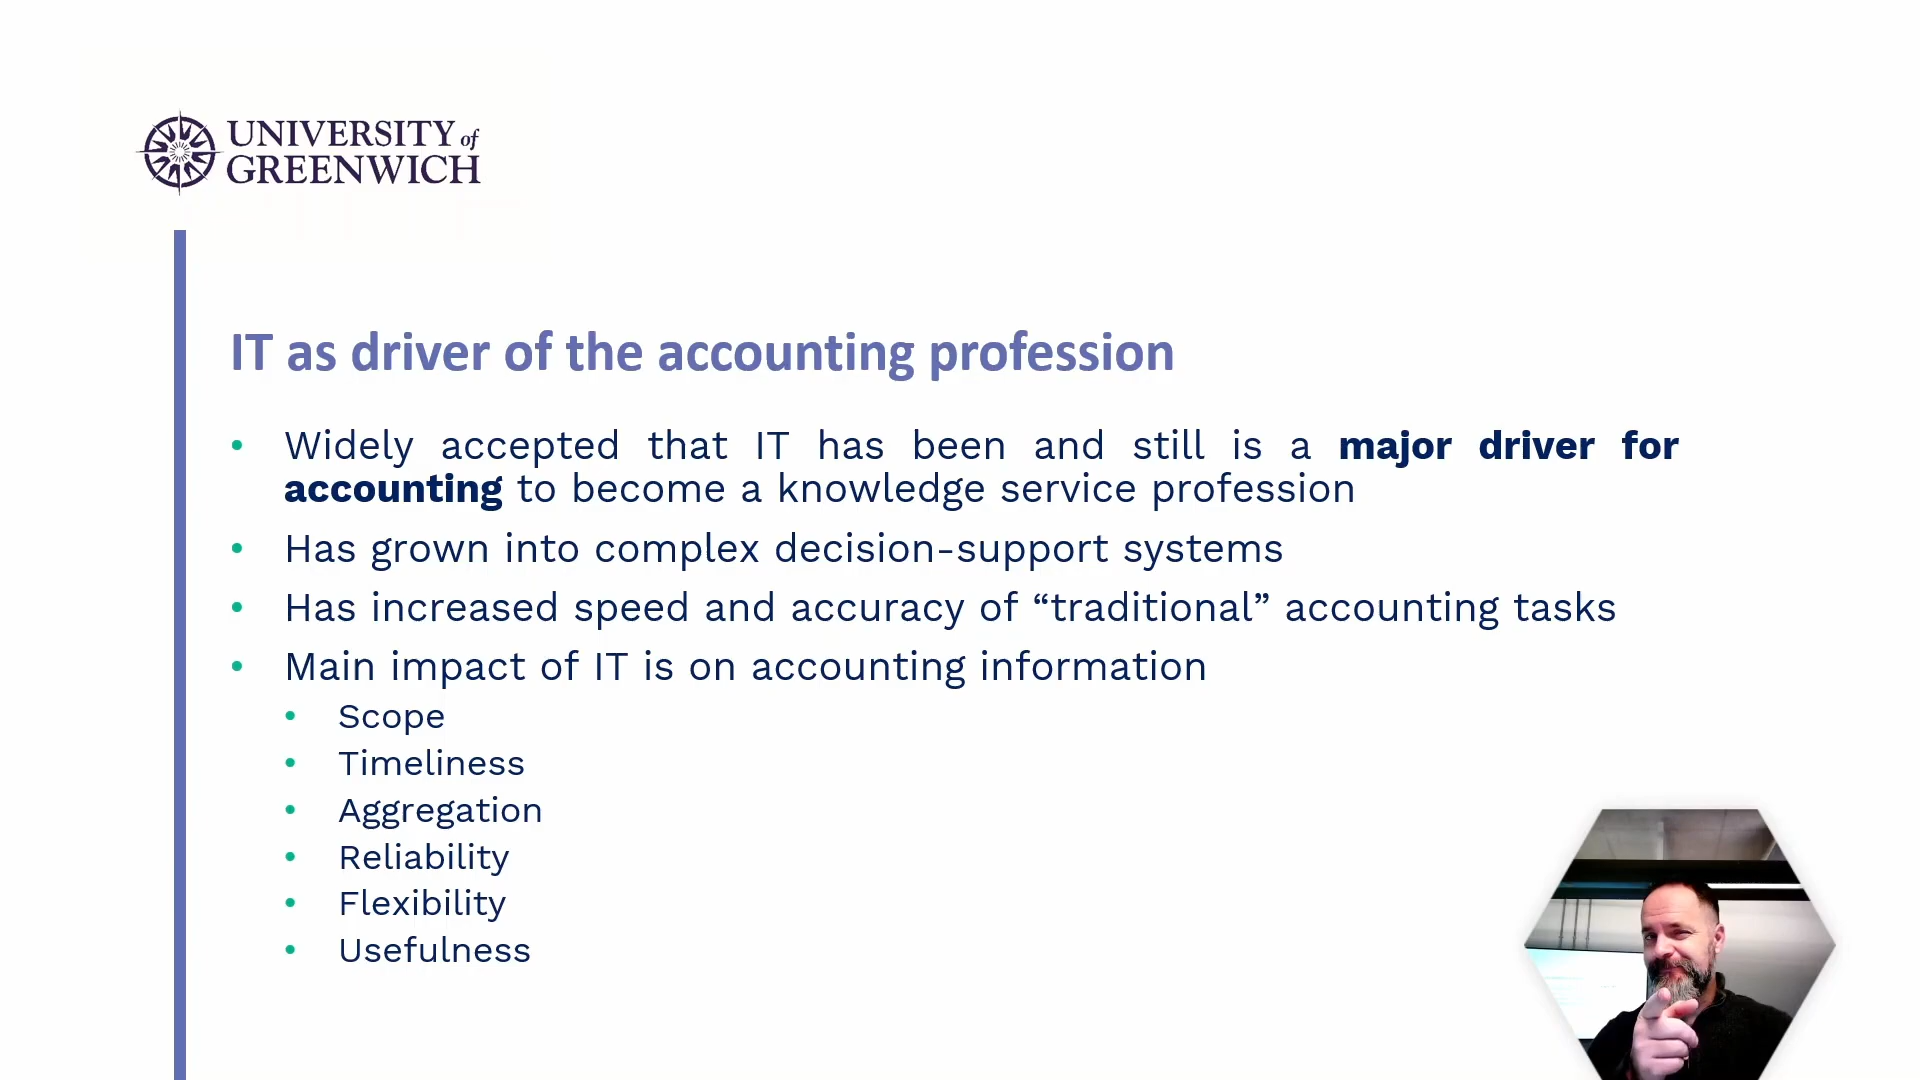 UNIVERSITY of
GREENWICH
IT as driver of the accounting profession
• Widely accepted that IT has been and still is a major driver for
accounting to become a knowledge service profession
• Has grown into complex decision-support systems
• Has increased speed and accuracy of “traditional” accounting tasks
• Main impact of IT is on accounting information
• Scope
• Timeliness
• Aggregation
• Reliability
• Flexibility
• Usefulness